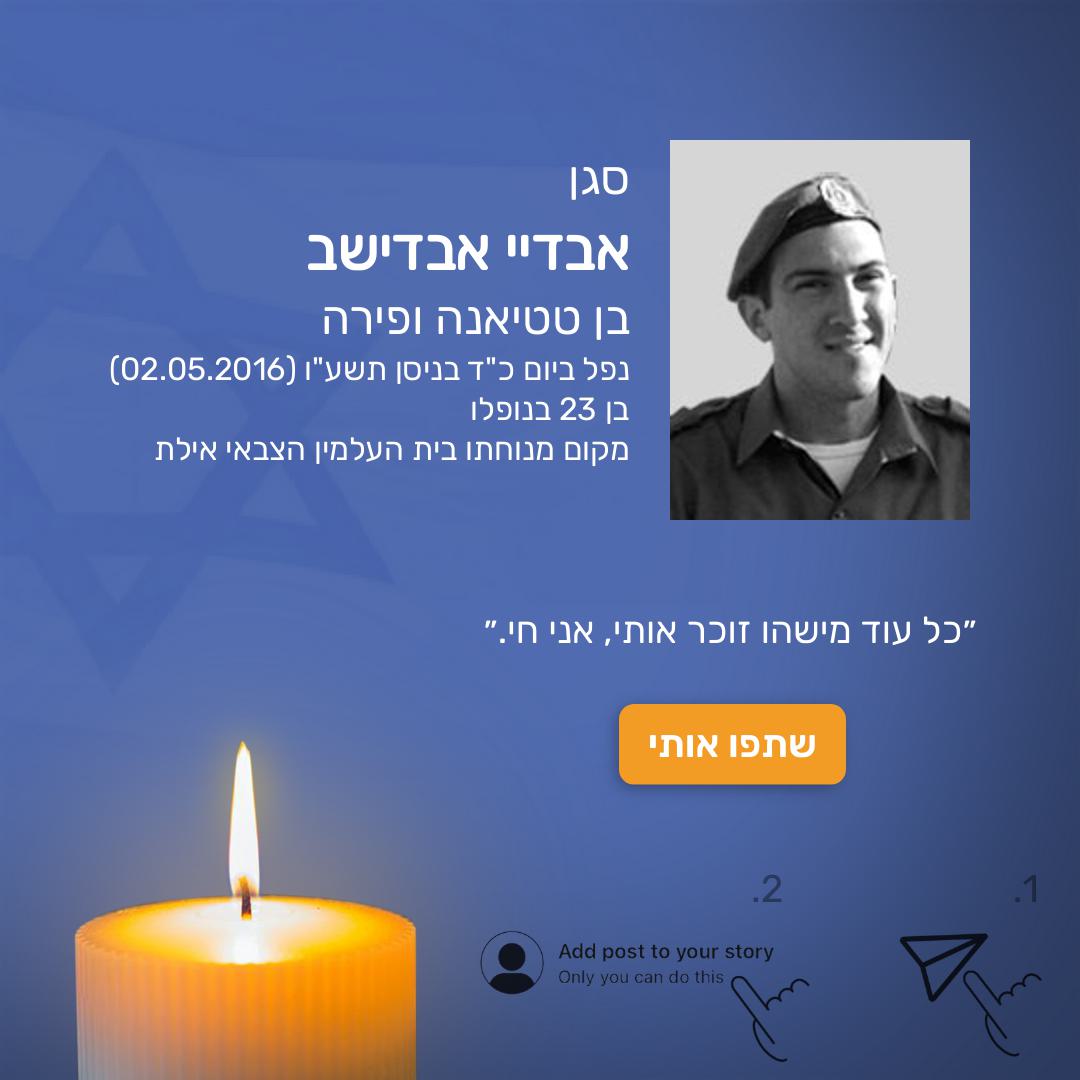 סגן
אבדיי אבדישב
בן טטיאנה ופירה
נפל ביום כ"ד בניסן תשע"ו (02.05.2016)
בן 23 בנופלו
מקום מנוחתו בית העלמין הצבאי אילת
״כל עוד מישהו זוכר אותי, אני חי.״
שתפו אותי
1.
2.
Add post to your story
Only you can do this